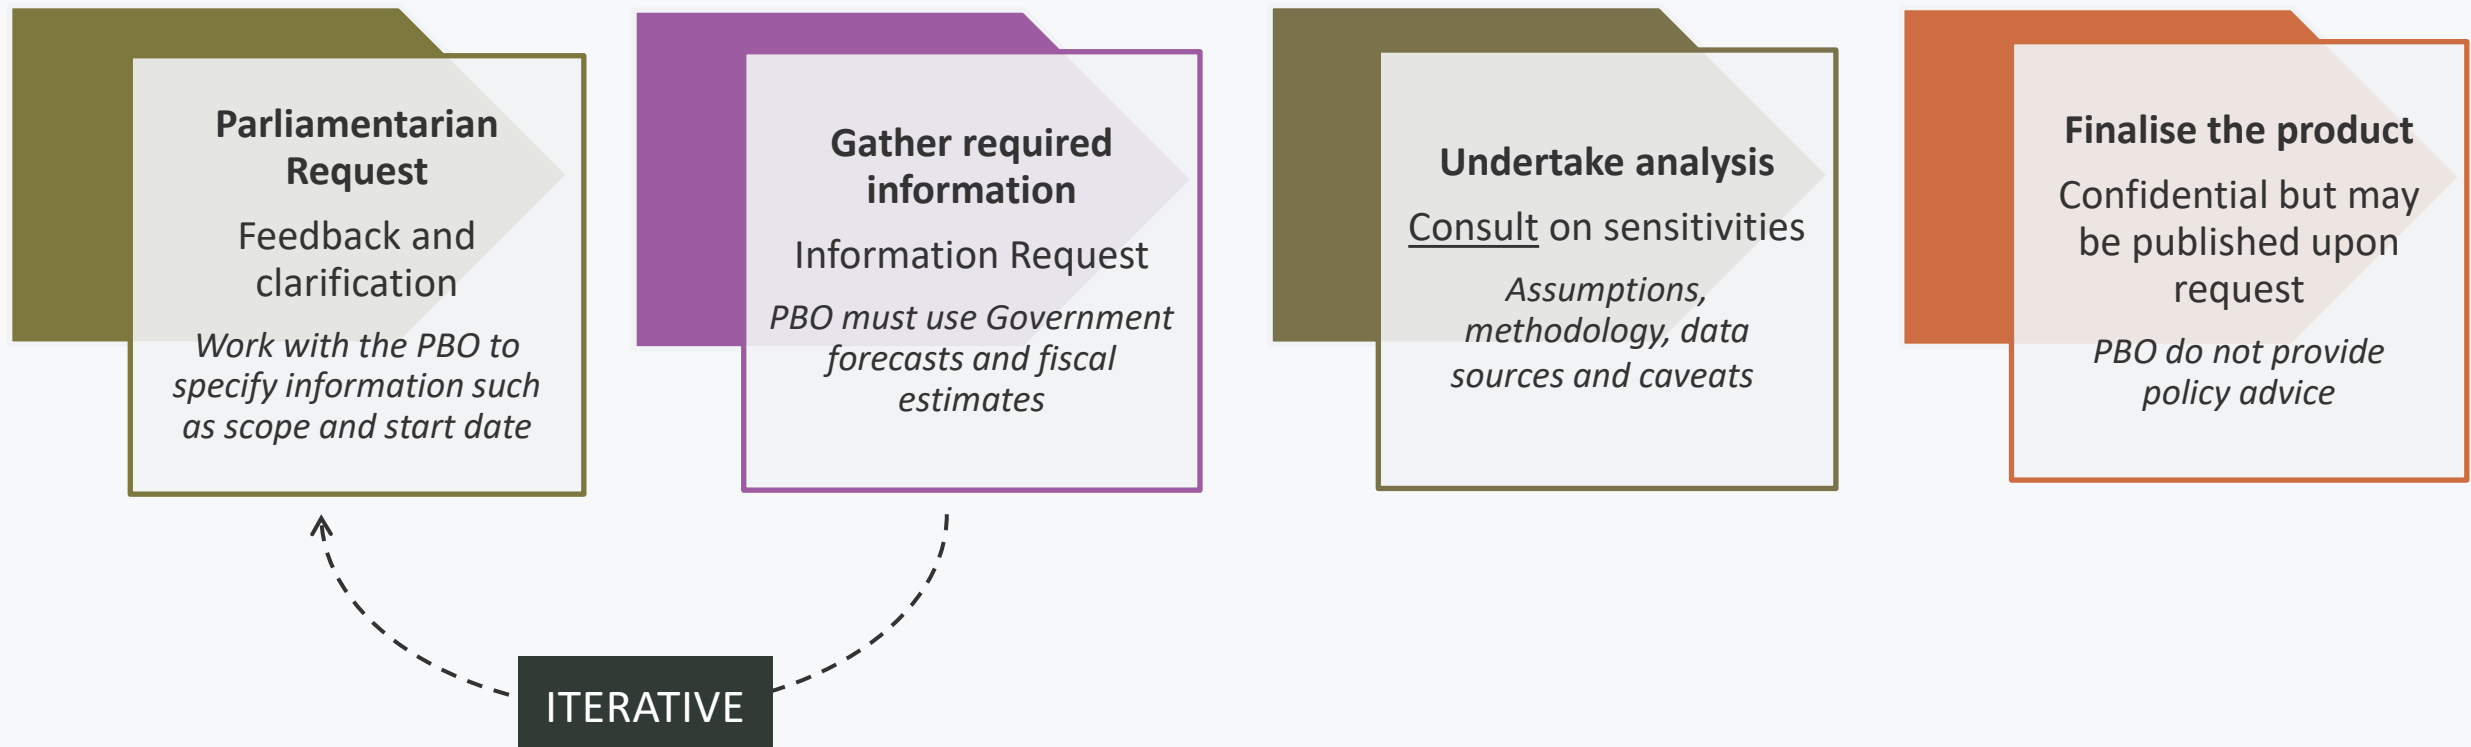 Parliamentarian
Request
Feedback and
clarification
Work with the PBO to
specify information such
as scope and start date
Gather required
information
Information Request
PBO must use Government
forecasts and fiscal
estimates
Undertake analysis
Consult on sensitivities
Assumptions,
methodology, data
sources and caveats
Finalise the product
Confidential but may
be published upon
request
PBO do not provide
policy advice
ITERATIVE